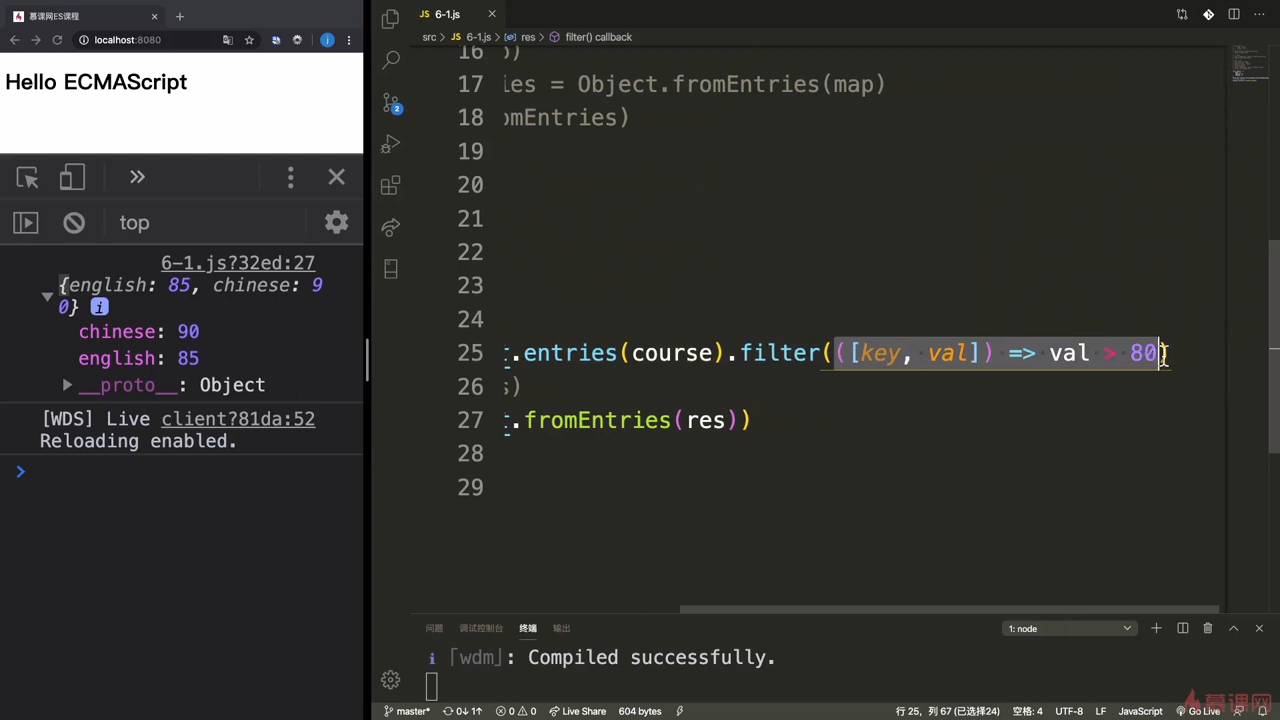 慕课网ES课程
localhost:8080
Hello ECMAScript
top
6-1.js?32ed:27
{english: 85, chinese: 9
0}
chinese: 90
english: 85
__proto__: Object
[WDS] Live client?81da:52
Reloading enabled.
6-1.js
src > 6-1.js > res > filter() callback
16
17 ies = Object.fromEntries(map)
18 omEntries)
19
20
21
22
23
24
25 .entries(course).filter(([key, val]) => val > 80)
26 s)
27 .fromEntries(res))
28
29
问题 调试控制台 终端 输出 1: node
i ｢wdm｣: Compiled successfully.
master* 0↓ 1↑ 0 0 Live Share 604 bytes 行 25，列 67 (已选择24) 空格: 4 UTF-8 LF JavaScript Go Live
慕课网